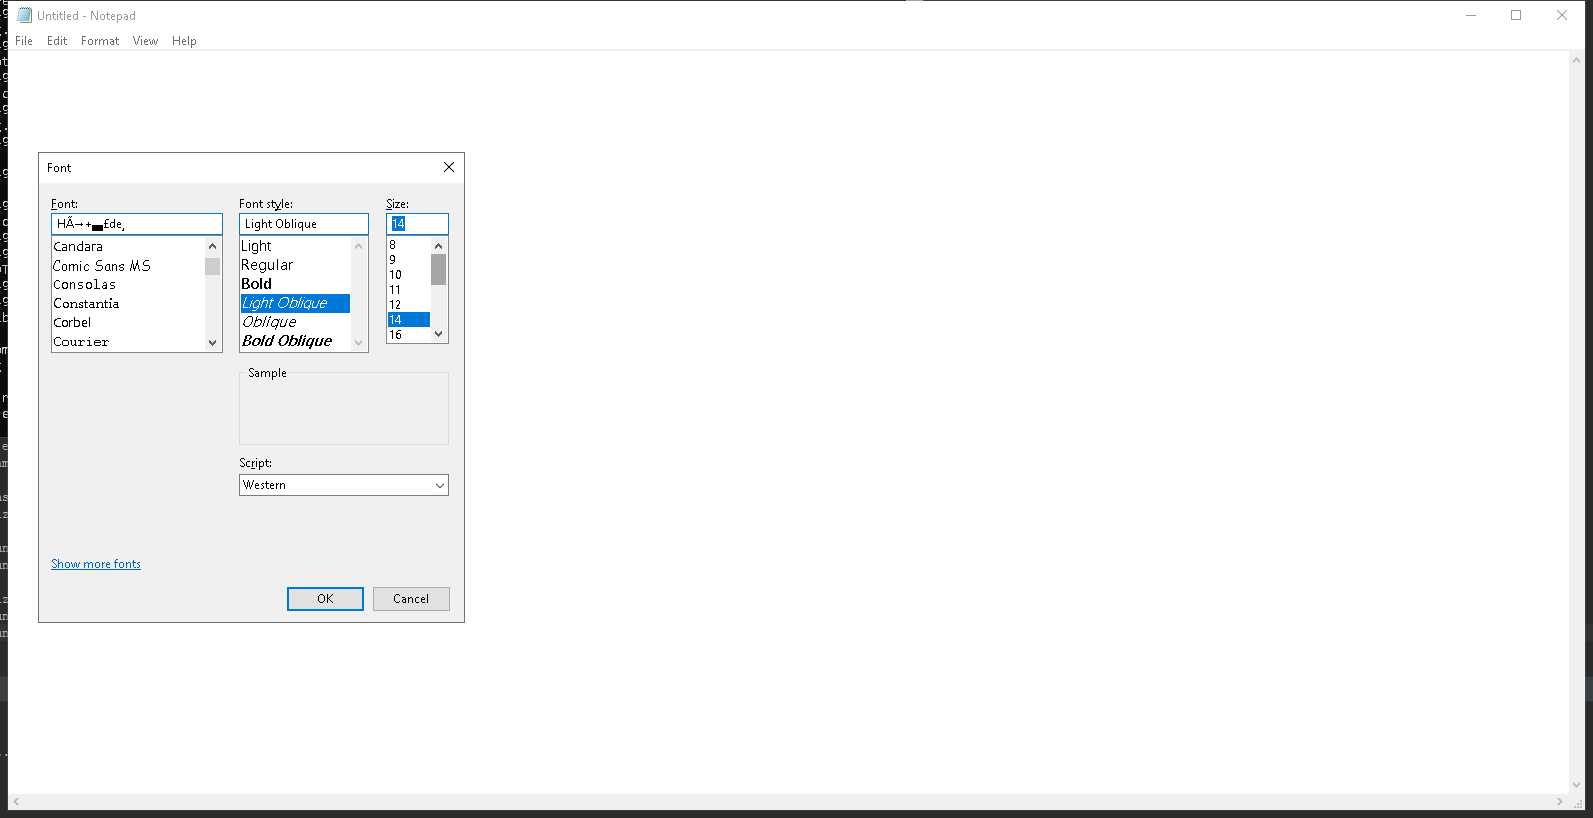 Untitled - Notepad
File Edit Format View Help
Font
Font: Font style: Size:
HÃ→+▄£de¸ Light Oblique 14
Candara Light 8
Comic Sans MS Regular 9
Consolas Bold 10
Constantia Light Oblique 11
Corbel Oblique 12
Courier Bold Oblique 14
16
Sample
Script:
Western
Show more fonts
OK Cancel